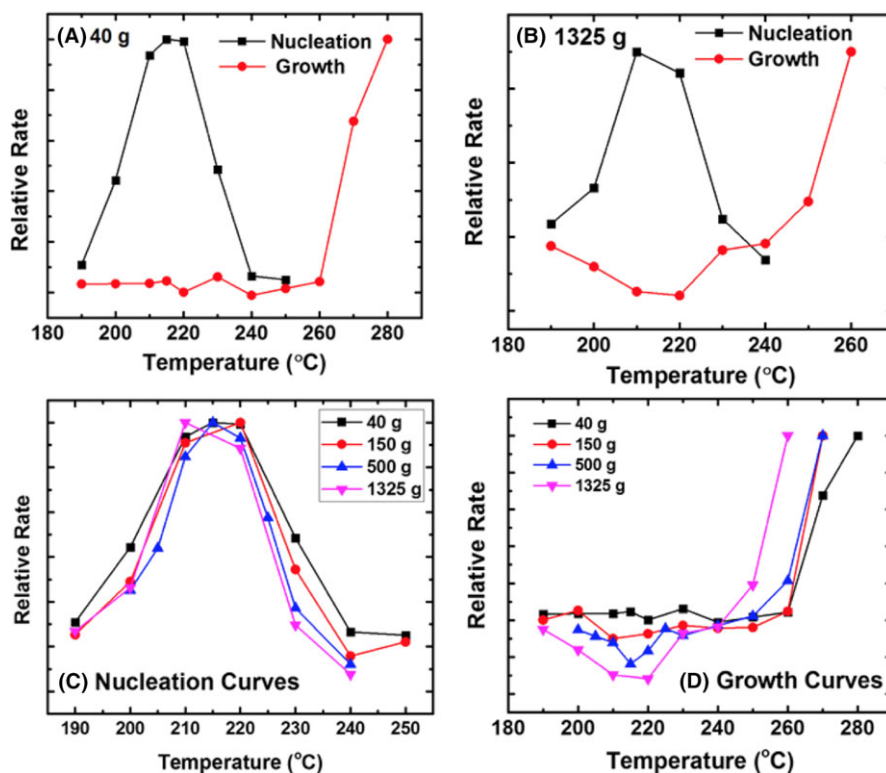 (A) 40 g
Nucleation
Growth
Relative Rate
180 200 220 240 260 280
Temperature (°C)
(B) 1325 g
Nucleation
Growth
Relative Rate
180 200 220 240 260
Temperature (°C)
40 g
150 g
500 g
1325 g
(C) Nucleation Curves
Relative Rate
190 200 210 220 230 240 250
Temperature (°C)
40 g
150 g
500 g
1325 g
(D) Growth Curves
Relative Rate
180 200 220 240 260 280
Temperature (°C)